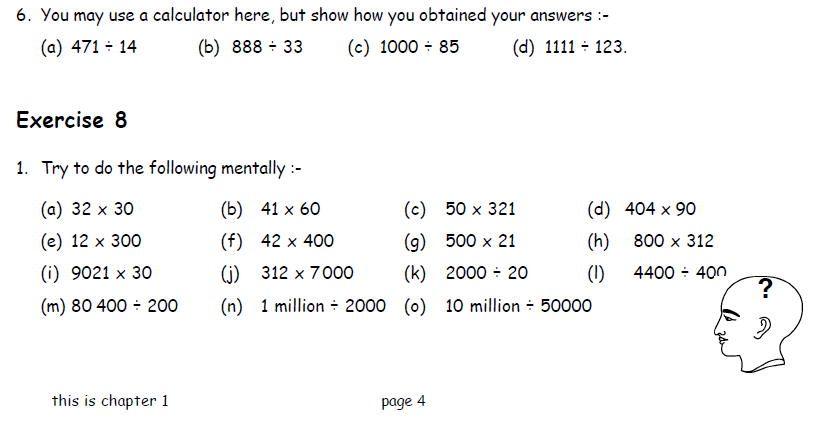 6. You may use a calculator here, but show how you obtained your answers :-
(a) 471 ÷ 14 (b) 888 ÷ 33 (c) 1000 ÷ 85 (d) 1111 ÷ 123.
Exercise 8
1. Try to do the following mentally :-
(a) 32 x 30 (b) 41 x 60 (c) 50 x 321 (d) 404 x 90
(e) 12 x 300 (f) 42 x 400 (g) 500 x 21 (h) 800 x 312
(i) 9021 x 30 (j) 312 x 7000 (k) 2000 ÷ 20 (l) 4400 ÷ 400
(m) 80 400 ÷ 200 (n) 1 million ÷ 2000 (o) 10 million ÷ 50000
?
this is chapter 1 page 4